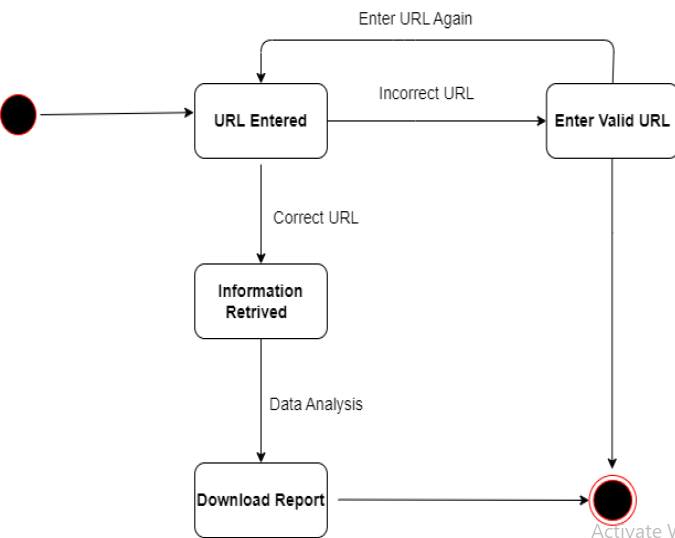 Enter URL Again
Incorrect URL
URL Entered
Enter Valid URL
Correct URL
Information
Retrived
Data Analysis
Download Report
Activate